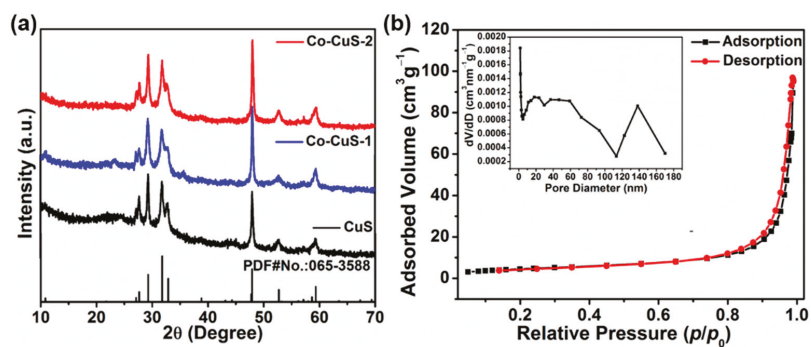 (a)
Co-CuS-2
Co-CuS-1
CuS
PDF#No.:065-3588
Intensity (a.u.)
10 20 30 40 50 60 70
2θ (Degree)
(b)
Adsorption
Desorption
120
100
80
60
40
20
0
Adsorbed Volume (cm³ g⁻¹)
0.2 0.4 0.6 0.8 1.0
Relative Pressure (p/p₀)
0.0020
0.0018
0.0016
0.0014
0.0012
0.0010
0.0008
0.0006
0.0004
0.0002
dV/dD (cm³nm⁻¹g⁻¹)
0 20 40 60 80 100 120 140 160 180
Pore Diameter (nm)